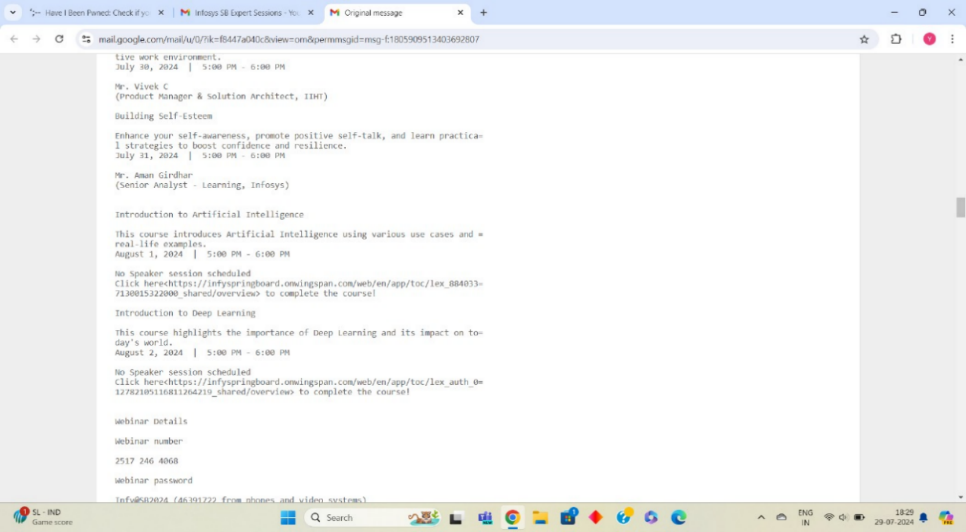 Have I Been Pwned: Check if yo
Infosys SB Expert Sessions - You
Original message
mail.google.com/mail/u/0/?ik=f8447a040c&view=om&permmsgid=msg-f:1805909513403692807
tive work environment.
July 30, 2024 | 5:00 PM - 6:00 PM
Mr. Vivek C
(Product Manager & Solution Architect, IIHT)
Building Self-Esteem
Enhance your self-awareness, promote positive self-talk, and learn practica=
l strategies to boost confidence and resilience.
July 31, 2024 | 5:00 PM - 6:00 PM
Mr. Aman Girdhar
(Senior Analyst - Learning, Infosys)
Introduction to Artificial Intelligence
This course introduces Artificial Intelligence using various use cases and =
real-life examples.
August 1, 2024 | 5:00 PM - 6:00 PM
No Speaker session scheduled
Click here<https://infyspringboard.onwingspan.com/web/en/app/toc/lex_884033=
7130015322000_shared/overview> to complete the course!
Introduction to Deep Learning
This course highlights the importance of Deep Learning and its impact on to=
day's world.
August 2, 2024 | 5:00 PM - 6:00 PM
No Speaker session scheduled
Click here<https://infyspringboard.onwingspan.com/web/en/app/toc/lex_auth_0=
12782105116811264219_shared/overview> to complete the course!
Webinar Details
Webinar number
2517 246 4068
Webinar password
Infy@SB2024 (46391722 from phones and video systems)
SL - IND
Game score
Search
ENG
IN
18:29
29-07-2024